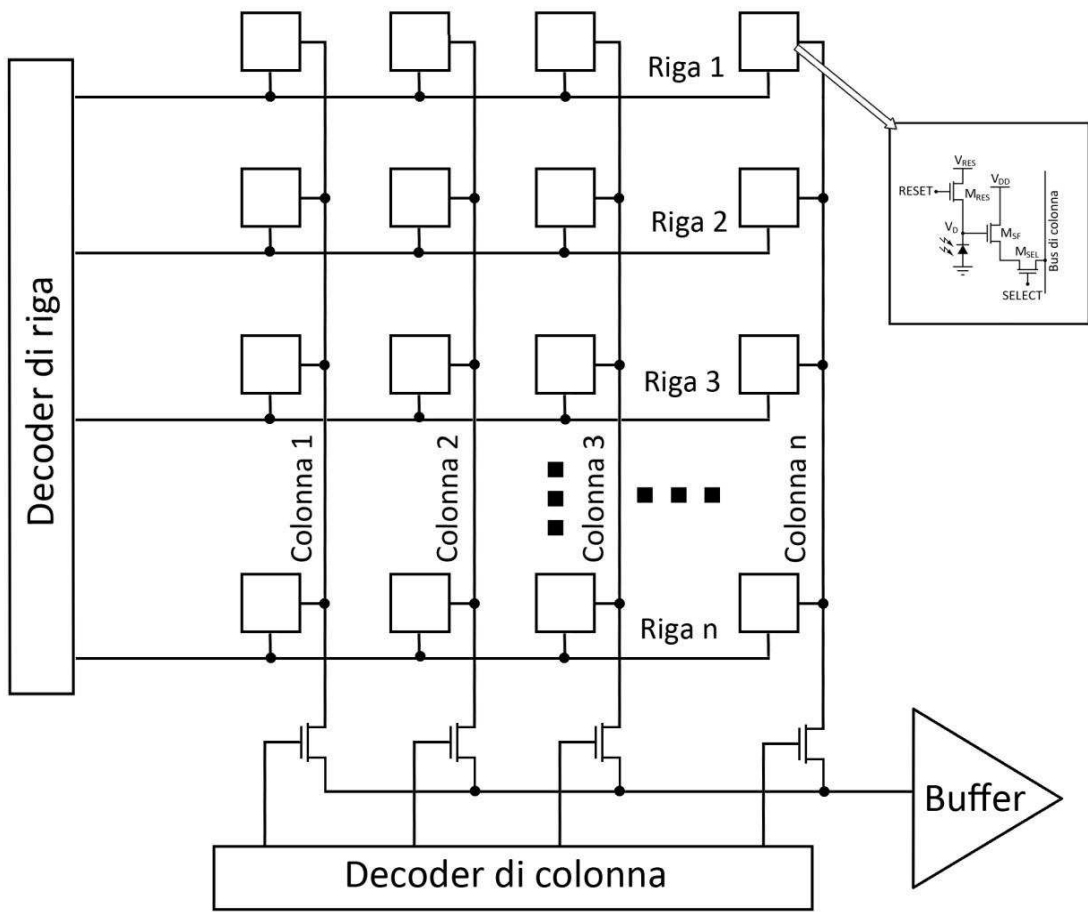 Riga 1
V_RES
V_DD
RESET
M_RES
V_D
M_SF
M_SEL
SELECT
Bus di colonna
Riga 2
Decoder di riga
Riga 3
Colonna 1
Colonna 2
Colonna 3
Colonna n
Riga n
Buffer
Decoder di colonna